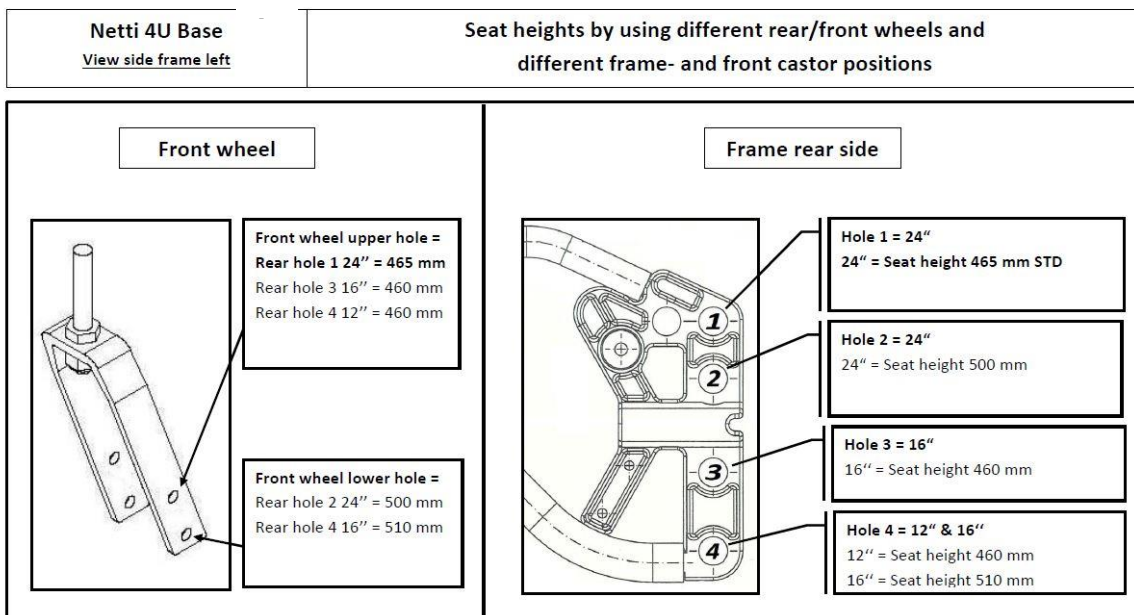 Netti 4U Base
View side frame left
Seat heights by using different rear/front wheels and
different frame- and front castor positions
Front wheel
Front wheel upper hole =
Rear hole 1 24’’ = 465 mm
Rear hole 3 16’’ = 460 mm
Rear hole 4 12’’ = 460 mm
Front wheel lower hole =
Rear hole 2 24’’ = 500 mm
Rear hole 4 16’’ = 510 mm
Frame rear side
1
2
3
4
Hole 1 = 24“
24“ = Seat height 465 mm STD
Hole 2 = 24“
24“ = Seat height 500 mm
Hole 3 = 16“
16‘‘ = Seat height 460 mm
Hole 4 = 12“ & 16‘‘
12‘‘ = Seat height 460 mm
16‘‘ = Seat height 510 mm